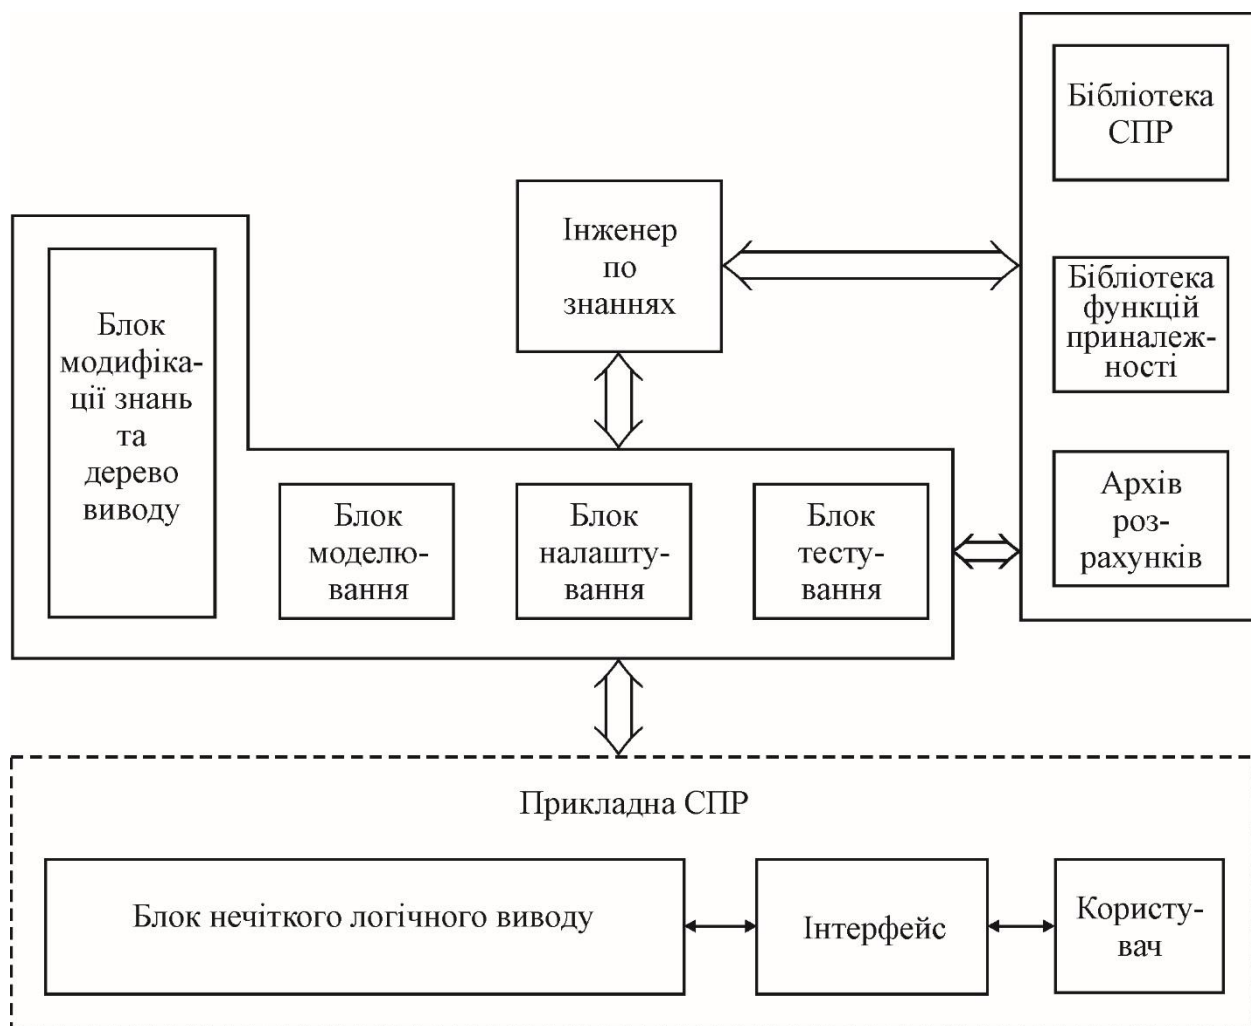 Бібліотека
СПР
Інженер
по
знаннях
Бібліотека
функцій
приналеж-
ності
Блок
модифіка-
ції знань
та
дерево
виводу
Архів
роз-
рахунків
Блок
моделю-
вання
Блок
налашту-
вання
Блок
тесту-
вання
Прикладна СПР
Блок нечіткого логічного виводу
Інтерфейс
Користу-
вач